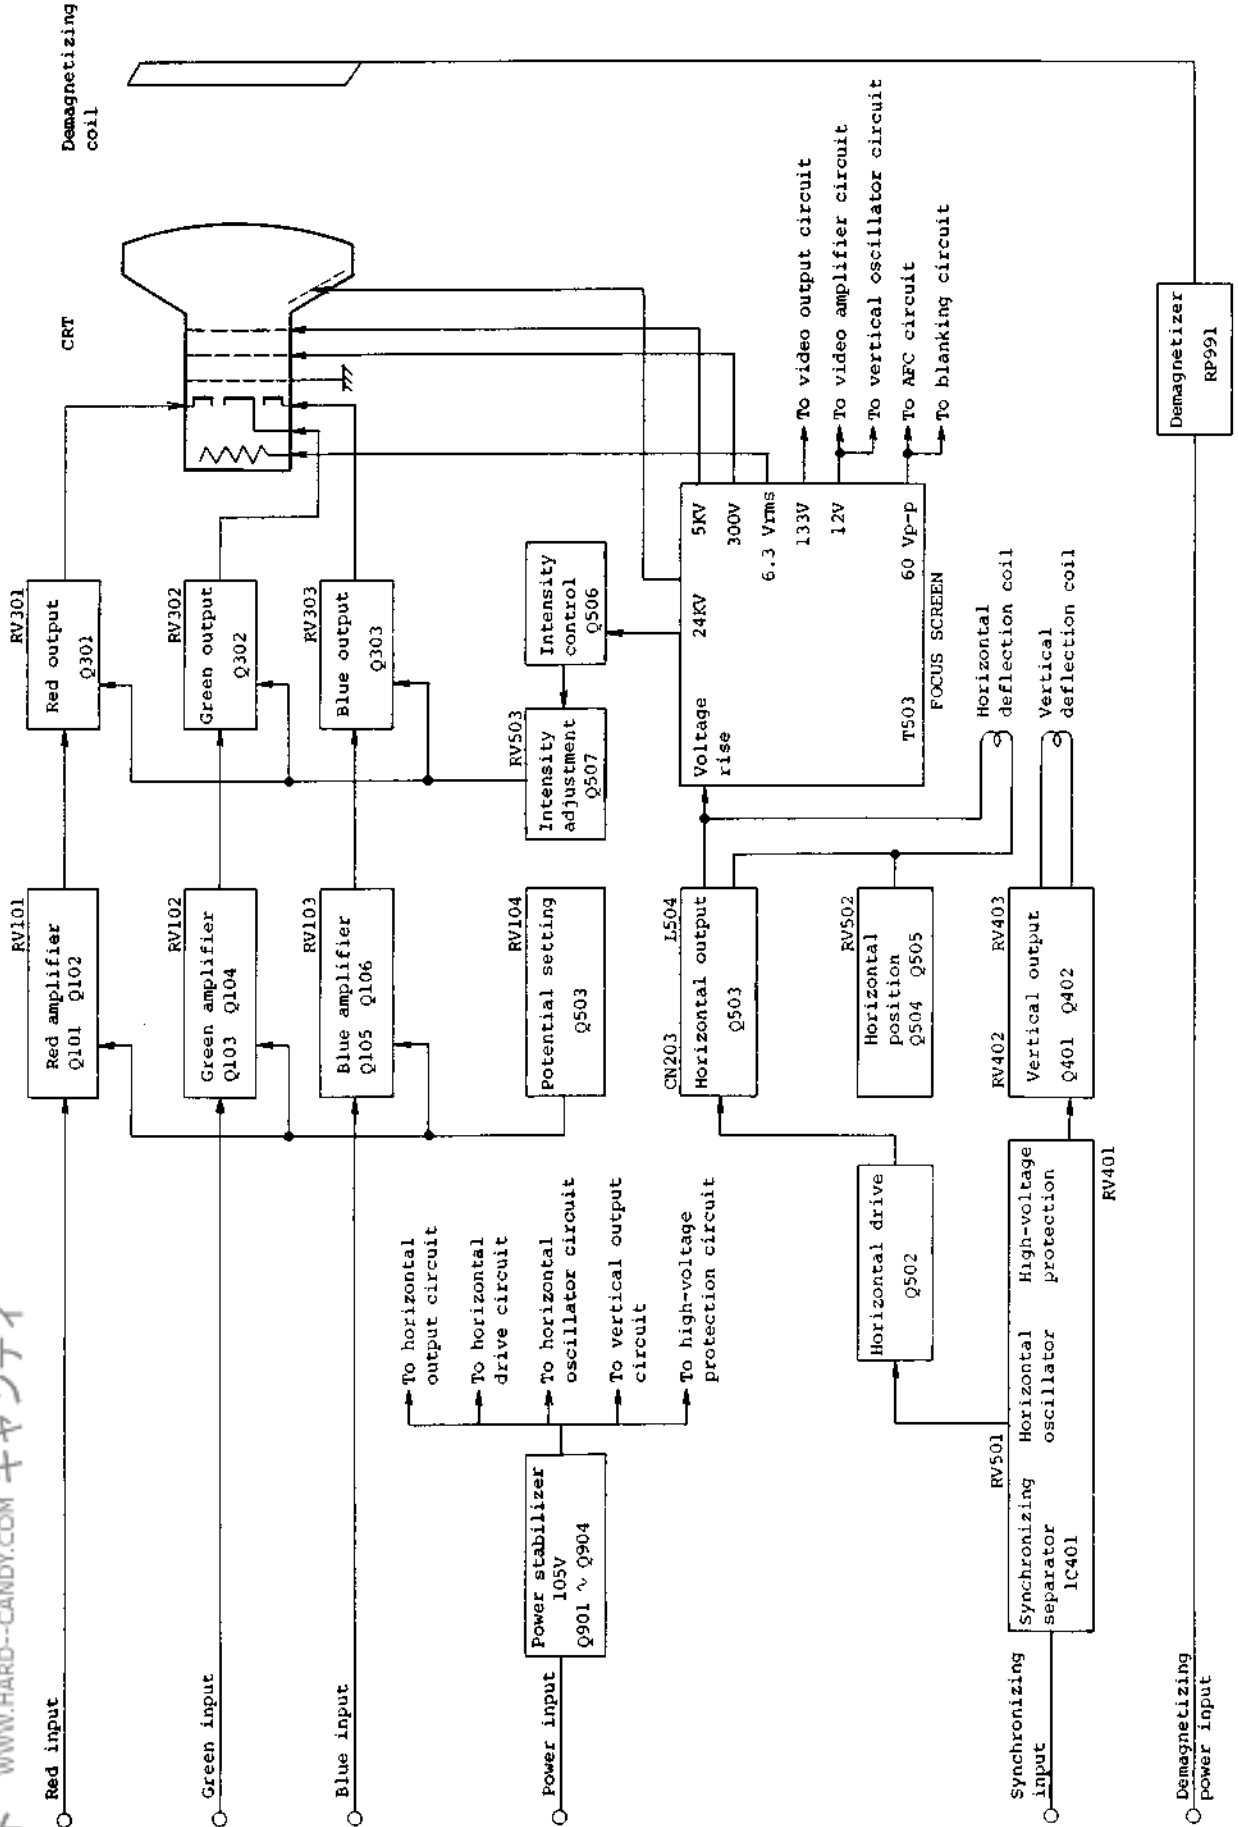 WWW.HARD--CANDY.COM キャンディ
Red input
Red amplifier
Q101 Q102
RV101
Red output
Q301
RV301
CRT
Demagnetizing
coil
Green input
Green amplifier
Q103 Q104
RV102
Green output
Q302
RV302
Blue input
Blue amplifier
Q105 Q106
RV103
Blue output
Q303
RV303
Power input
Power stabilizer
105V
Q901 ∿ Q904
To horizontal
output circuit
To horizontal
drive circuit
To horizontal
oscillator circuit
To vertical output
circuit
To high-voltage
protection circuit
Potential setting
Q503
RV104
Intensity
adjustment
Q507
RV503
Intensity
control
Q506
CN203
L504
Horizontal output
Q503
Voltage
rise
24KV
5KV
300V
6.3 Vrms
133V
12V
60 Vp-p
T503
FOCUS SCREEN
To video output circuit
To video amplifier circuit
To vertical oscillator circuit
To AFC circuit
To blanking circuit
Horizontal drive
Q502
RV502
Horizontal
position
Q504 Q505
Horizontal
deflection coil
Synchronizing
input
RV501
Synchronizing
separator
1C401
Horizontal
oscillator
High-voltage
protection
RV401
RV402
RV403
Vertical output
Q401 Q402
Vertical
deflection coil
Demagnetizing
power input
Demagnetizer
RP991